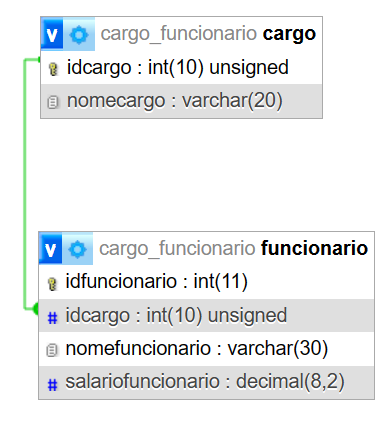 v cargo_funcionario cargo
idcargo : int(10) unsigned
nomecargo : varchar(20)
v cargo_funcionario funcionario
idfuncionario : int(11)
# idcargo : int(10) unsigned
nomefuncionario : varchar(30)
# salariofuncionario : decimal(8,2)